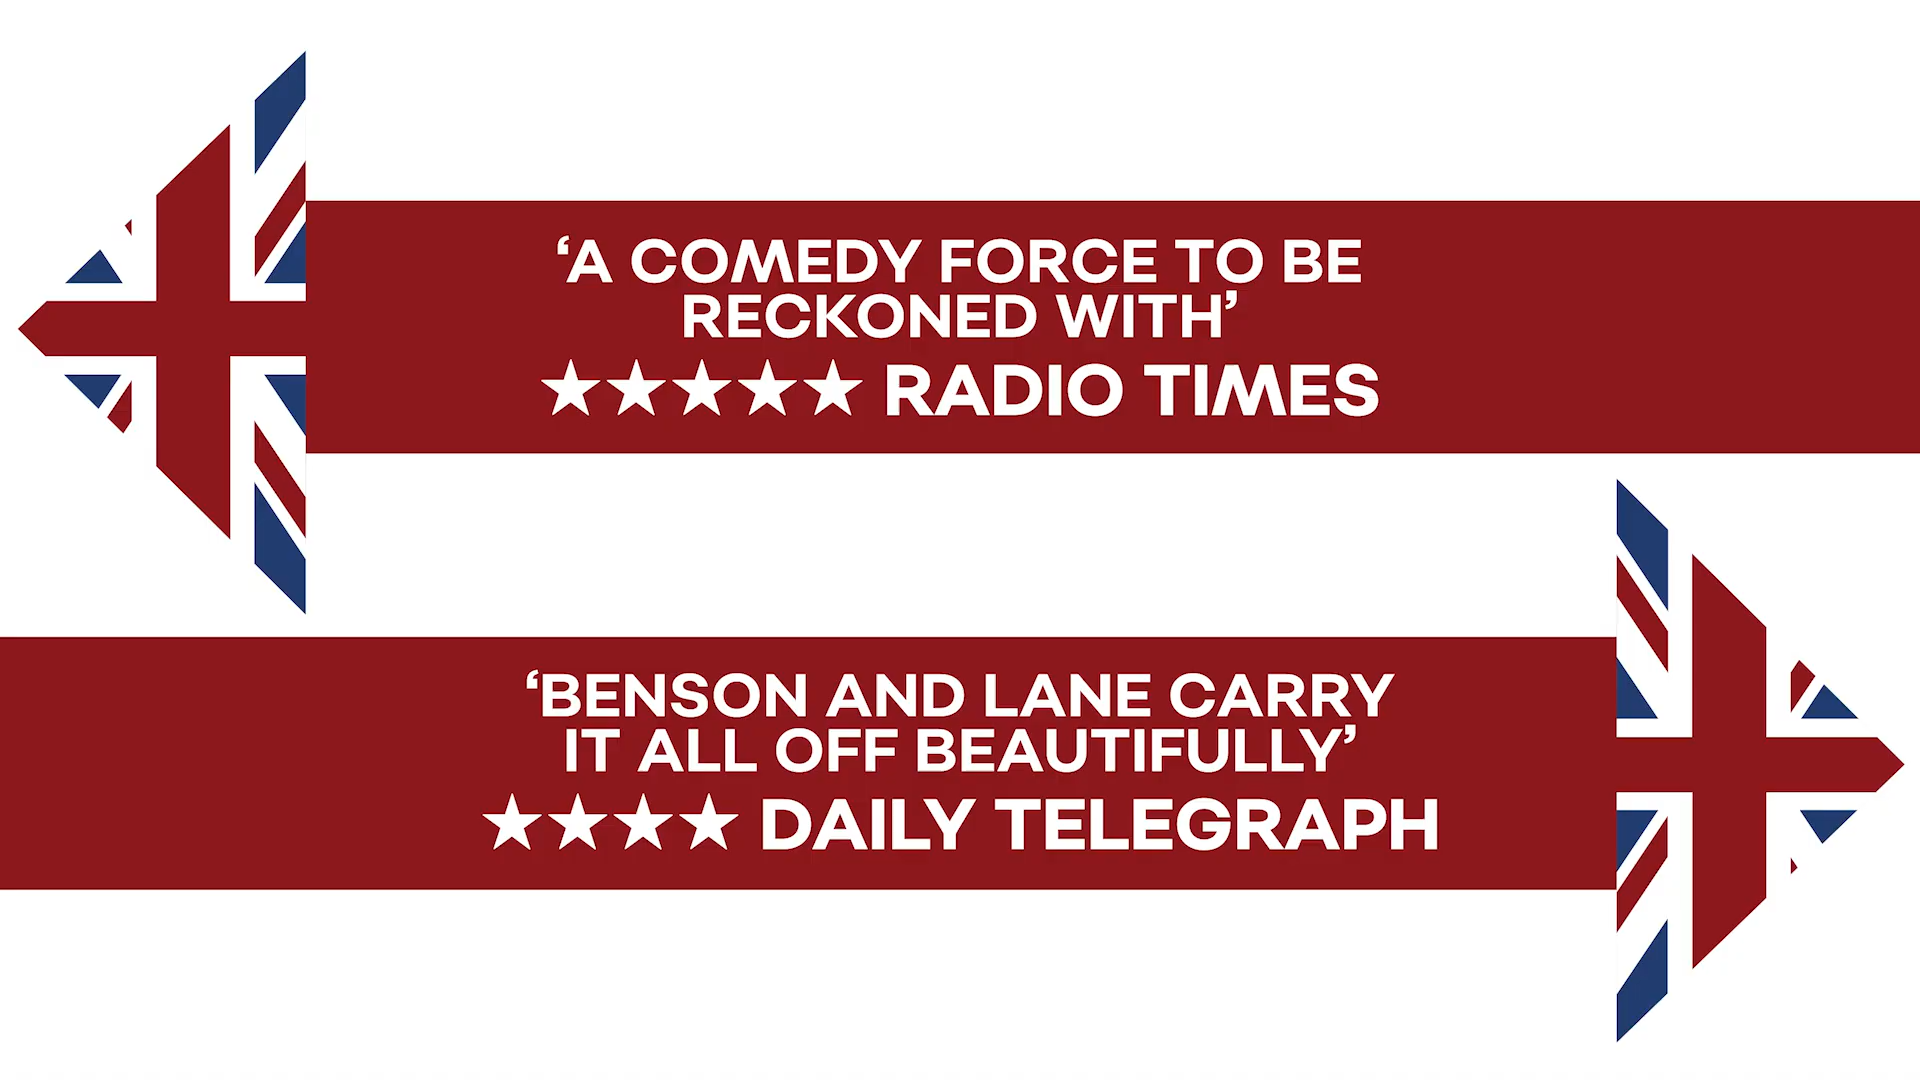 ‘A COMEDY FORCE TO BE
RECKONED WITH’
★★★★★ RADIO TIMES
‘BENSON AND LANE CARRY
IT ALL OFF BEAUTIFULLY’
★★★★ DAILY TELEGRAPH